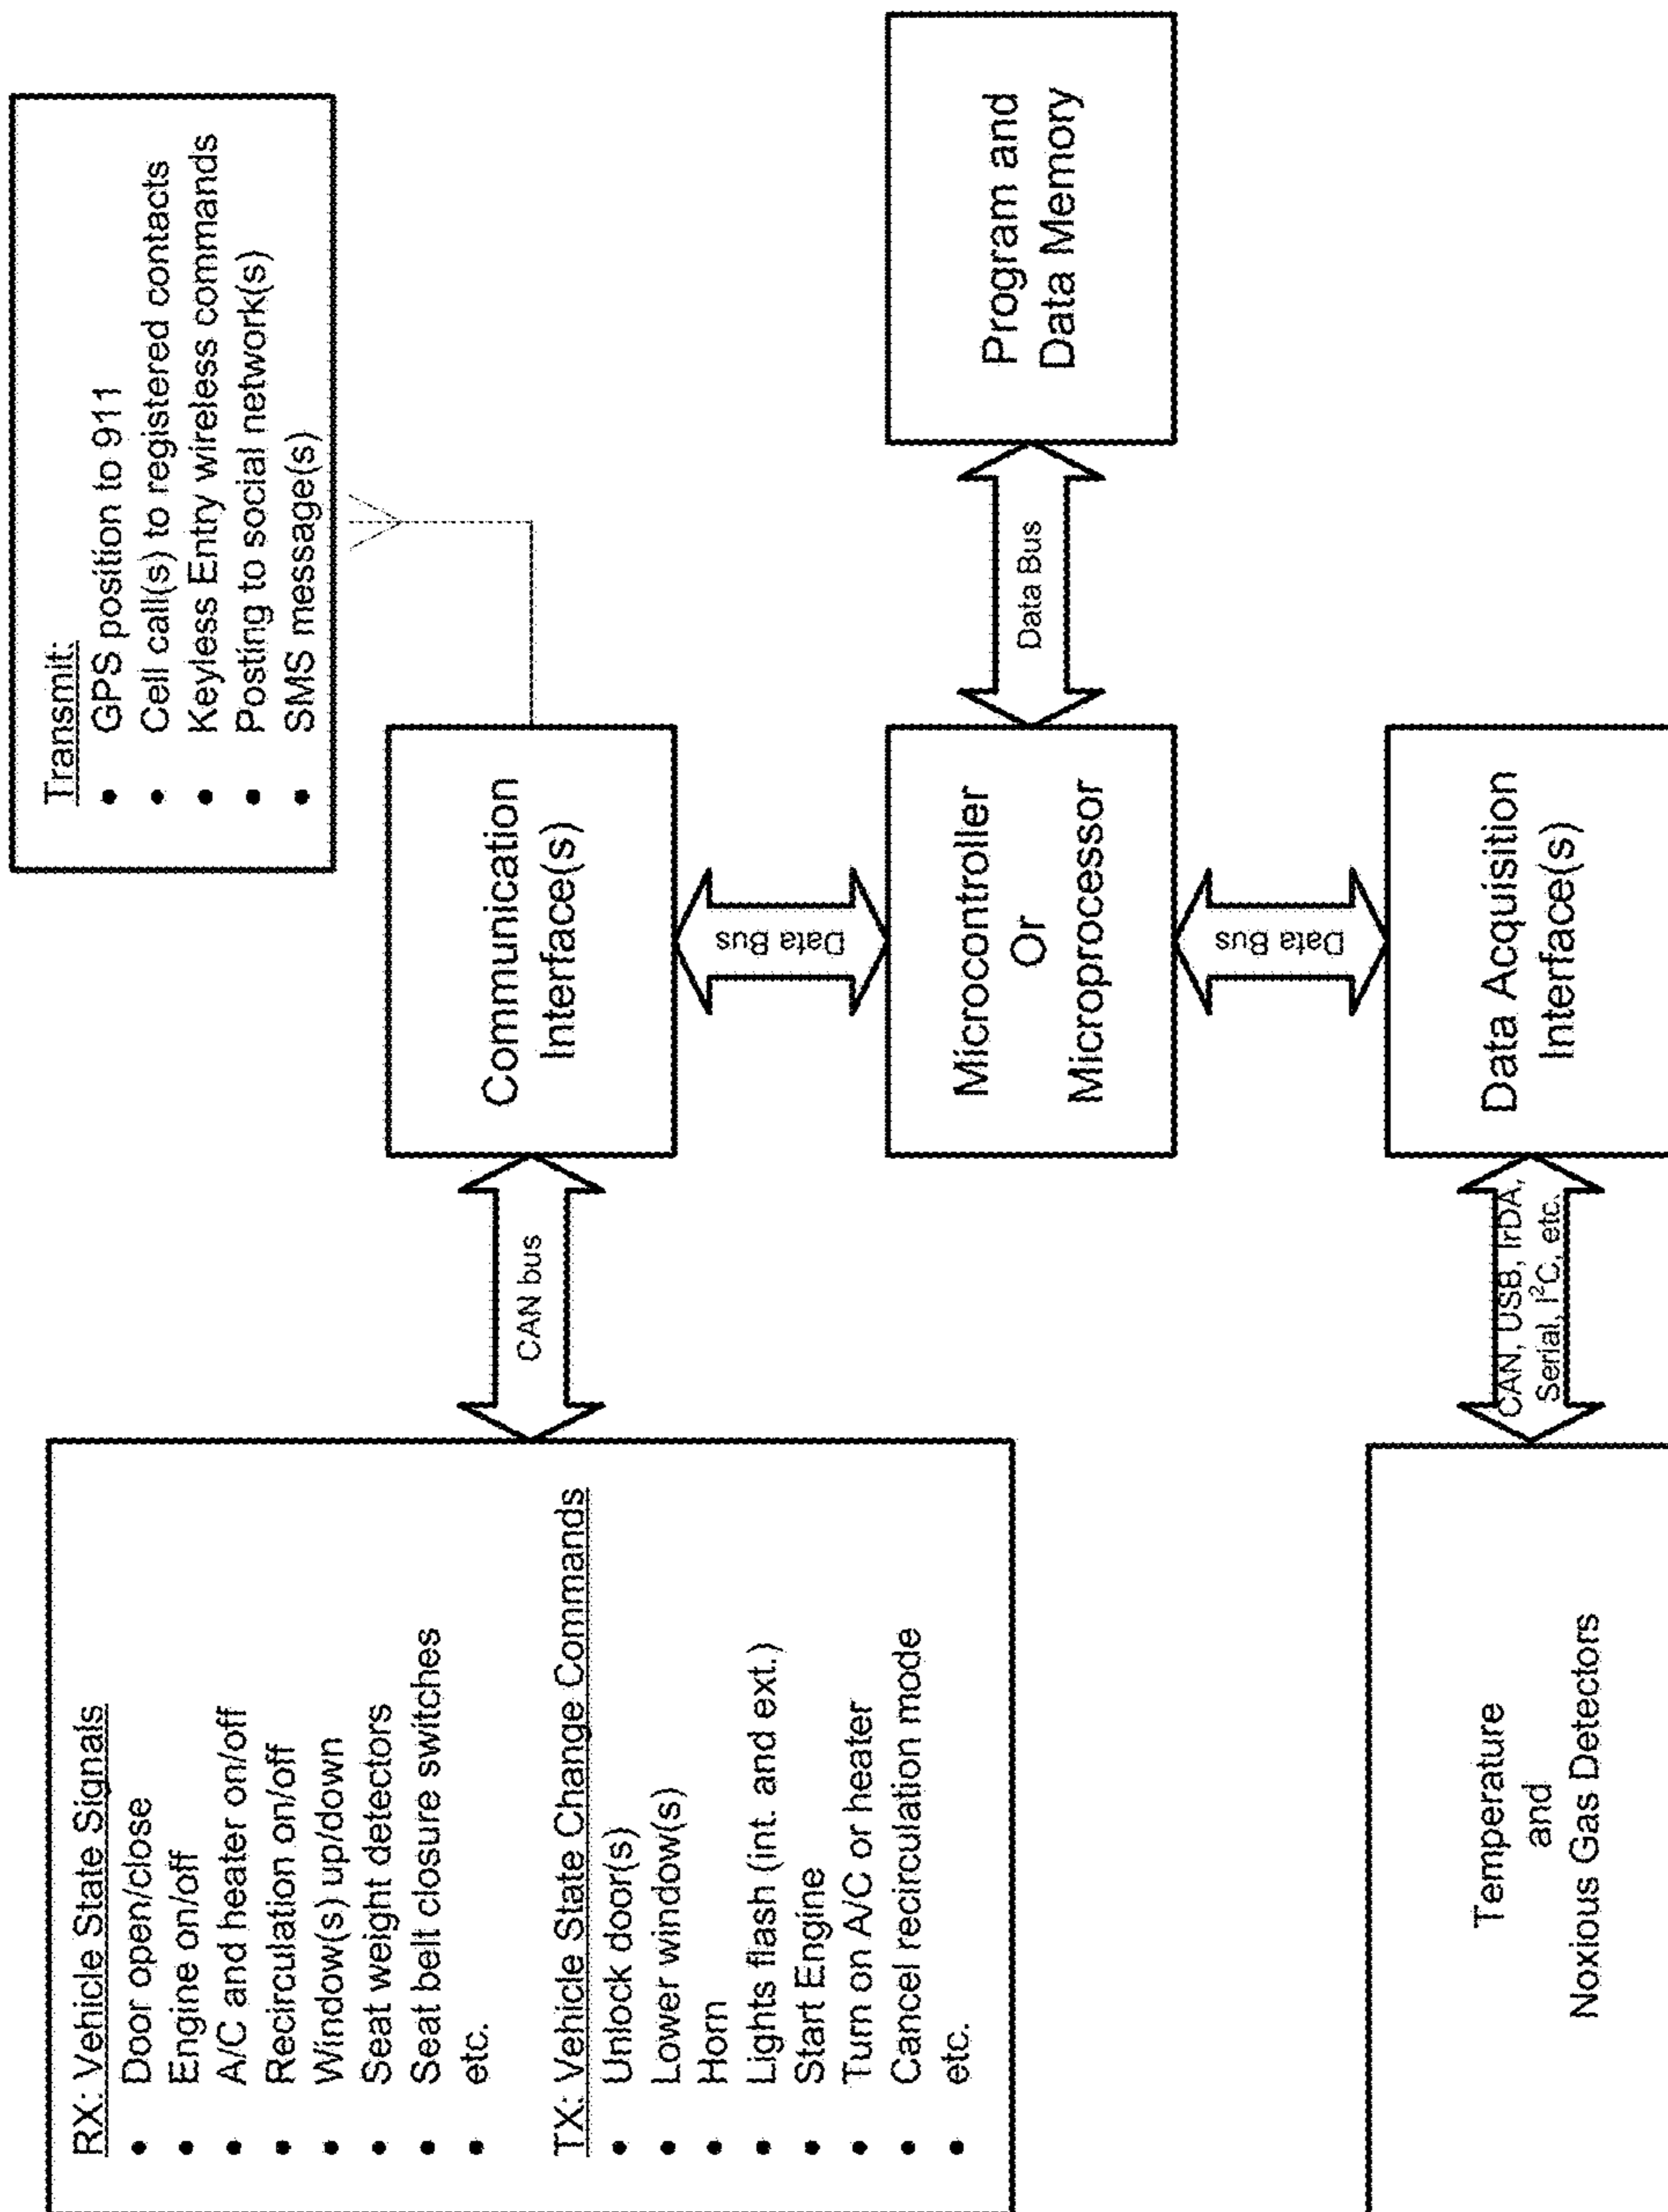 RX: Vehicle State Signals
• Door open/close
• Engine on/off
• A/C and heater on/off
• Recirculation on/off
• Window(s) up/down
• Seat weight detectors
• Seat belt closure switches
• etc.
TX: Vehicle State Change Commands
• Unlock door(s)
• Lower window(s)
• Horn
• Lights flash (int. and ext.)
• Start Engine
• Turn on A/C or heater
• Cancel recirculation mode
• etc.
CAN bus
Communication
Interface(s)
Transmit:
• GPS position to 911
• Cell call(s) to registered contacts
• Keyless Entry wireless commands
• Posting to social network(s)
• SMS message(s)
Data Bus
Microcontroller
Or
Microprocessor
Data Bus
Program and
Data Memory
Data Bus
Temperature
and
Noxious Gas Detectors
CAN, USB, IrDA,
Serial, I²C, etc.
Data Acquisition
Interface(s)